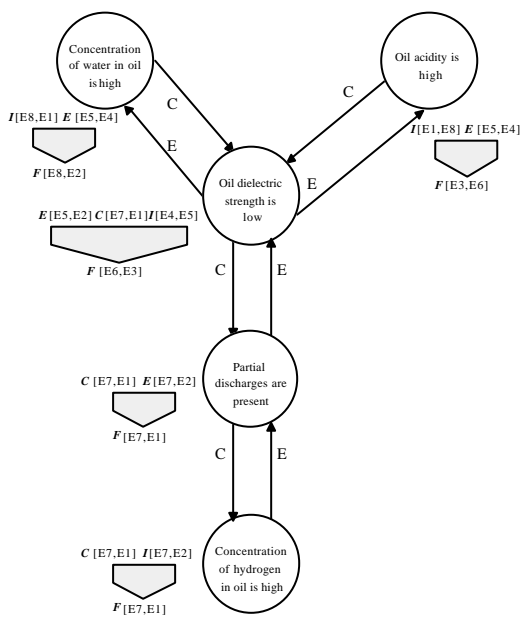 Concentration
of water in oil
is high
Oil acidity is
high
C
C
I[E8,E1] E [E5,E4]
I[E1,E8] E [E5,E4]
E
F[E8,E2]
E
F [E3,E6]
Oil dielectric
strength is
low
E[E5,E2] C[E7,E1]I[E4,E5]
F [E6,E3]
C
E
Partial
discharges are
present
C [E7,E1] E[E7,E2]
F[E7,E1]
C
E
Concentration
of hydrogen
in oil is high
C [E7,E1] I[E7,E2]
F[E7,E1]